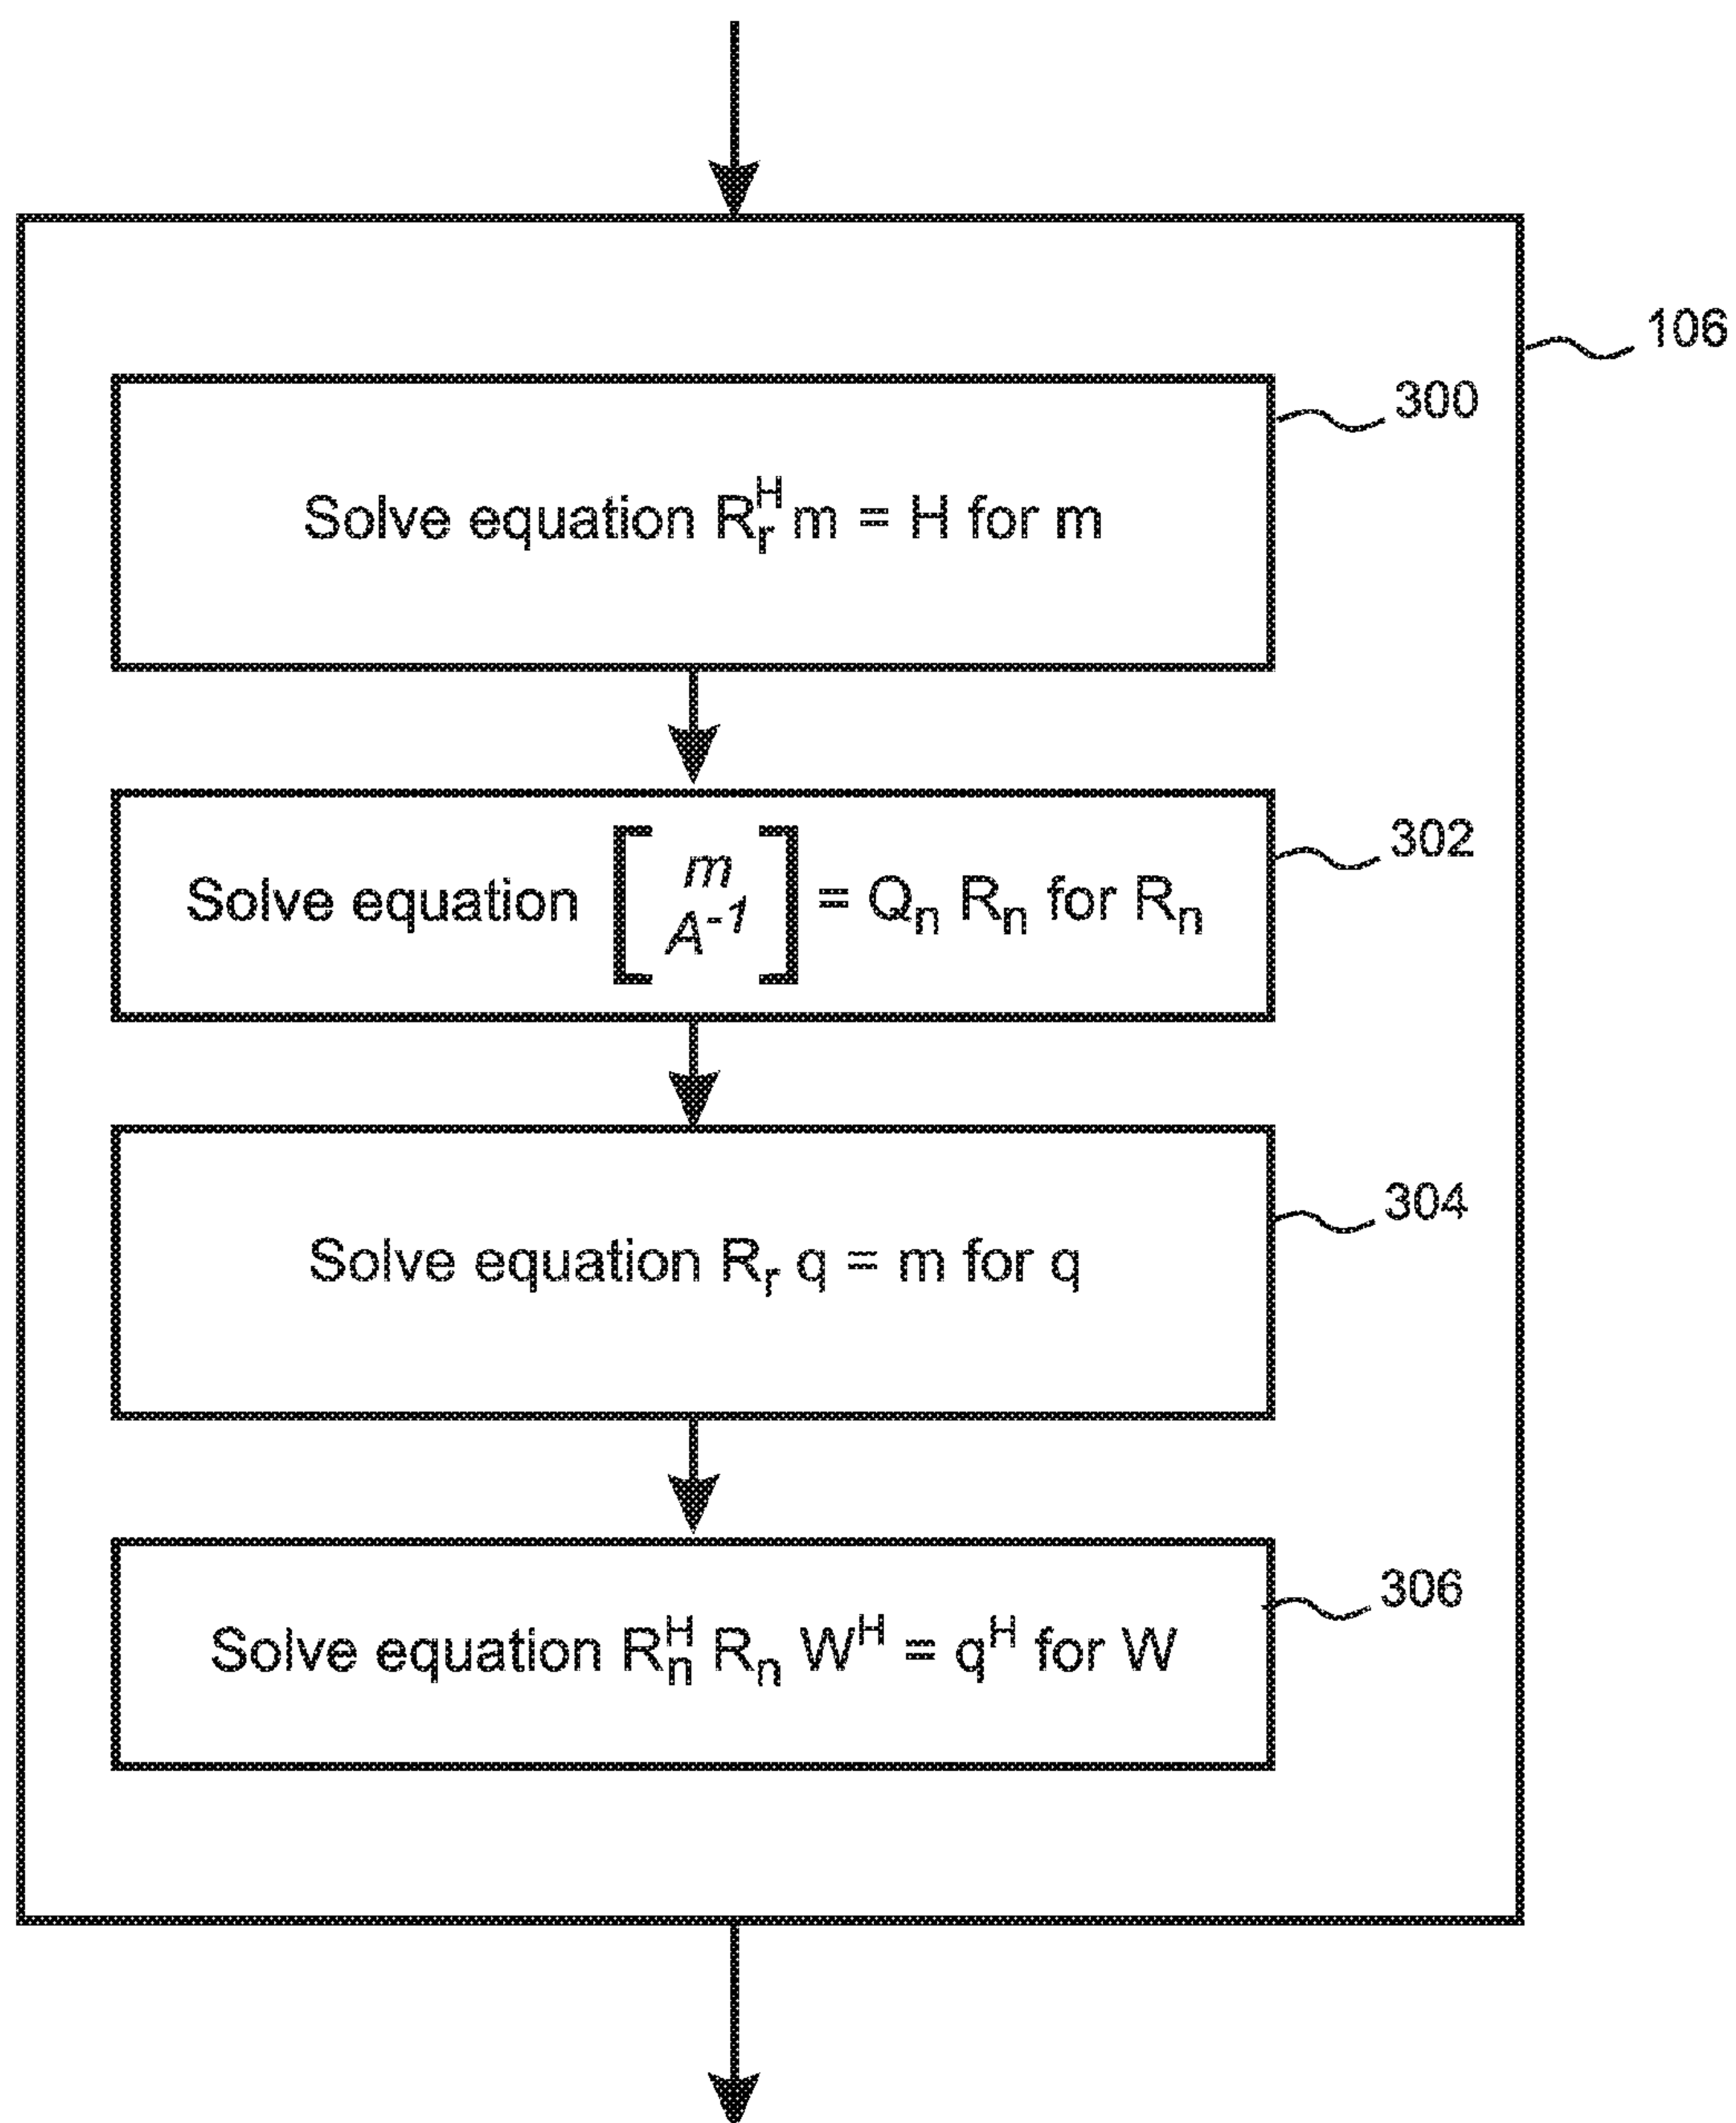 106
300
Solve equation R_r^H m = H for m
302
Solve equation [ m A^-1 ] = Q_n R_n for R_n
304
Solve equation R_r q = m for q
306
Solve equation R_n^H R_n W^H = q^H for W